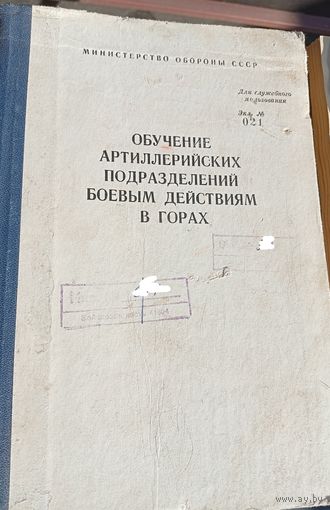 МИНИСТЕРСТВО ОБОРОНЫ СССР
Для служебного
пользования
Экз. №
021
ОБУЧЕНИЕ
АРТИЛЛЕРИЙСКИХ
ПОДРАЗДЕЛЕНИЙ
БОЕВЫМ ДЕЙСТВИЯМ
В ГОРАХ
www.ay.by